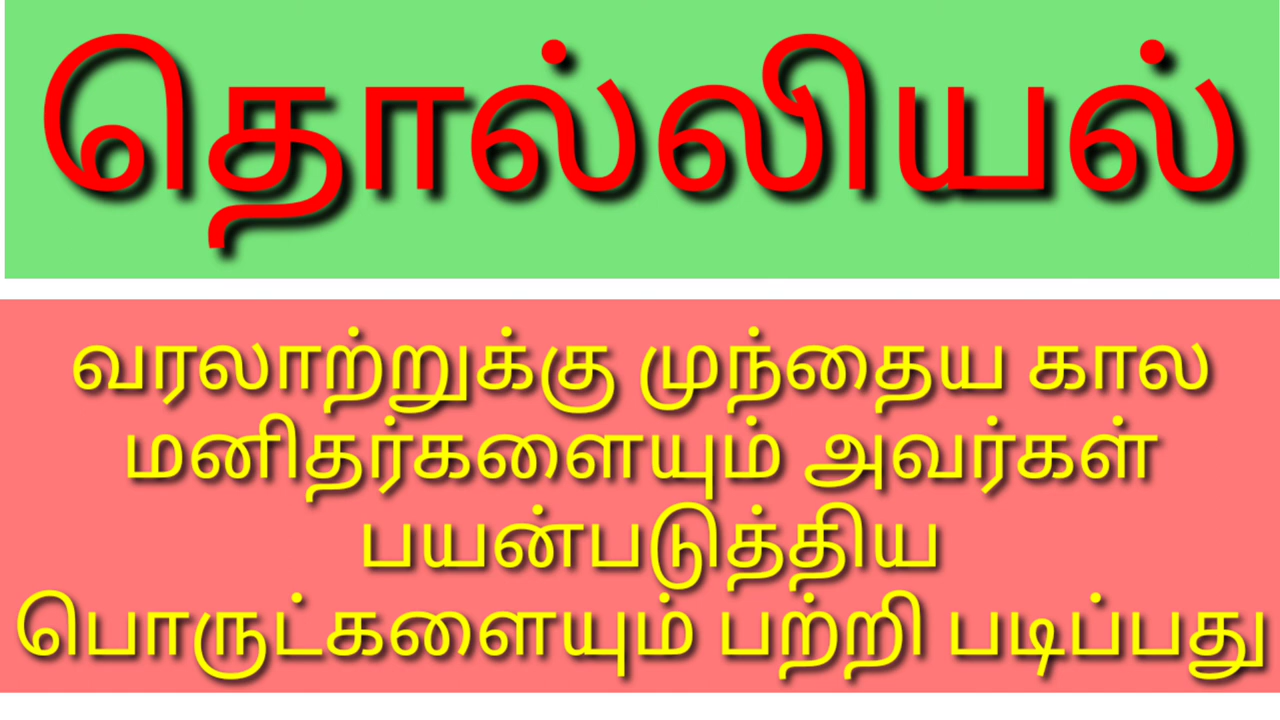 தொல்லியல்
வரலாற்றுக்கு முந்தைய கால
மனிதர்களையும் அவர்கள்
பயன்படுத்திய
பொருட்களையும் பற்றி படிப்பது